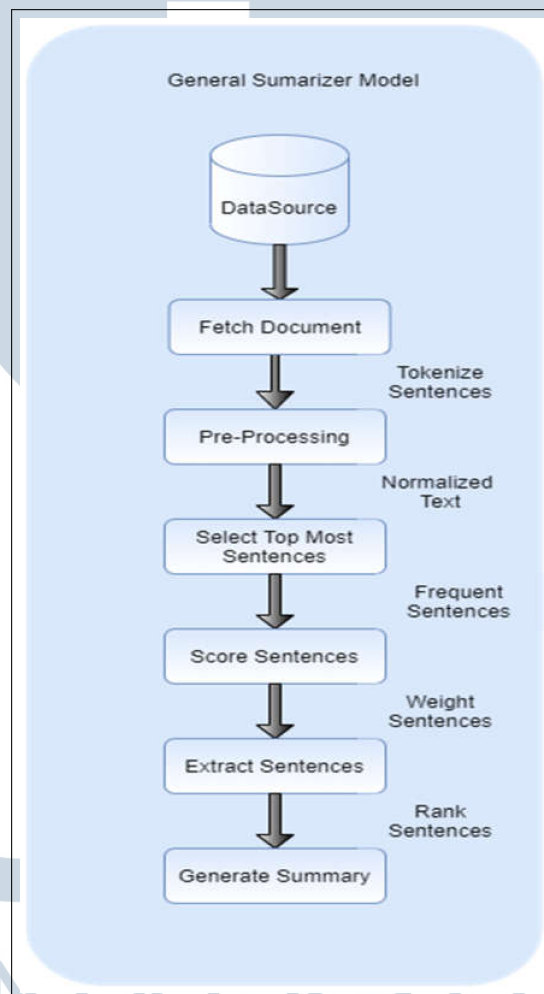 General Sumarizer Model
DataSource
Fetch Document
Tokenize
Sentences
Pre-Processing
Normalized
Text
Select Top Most
Sentences
Frequent
Sentences
Score Sentences
Weight
Sentences
Extract Sentences
Rank
Sentences
Generate Summary